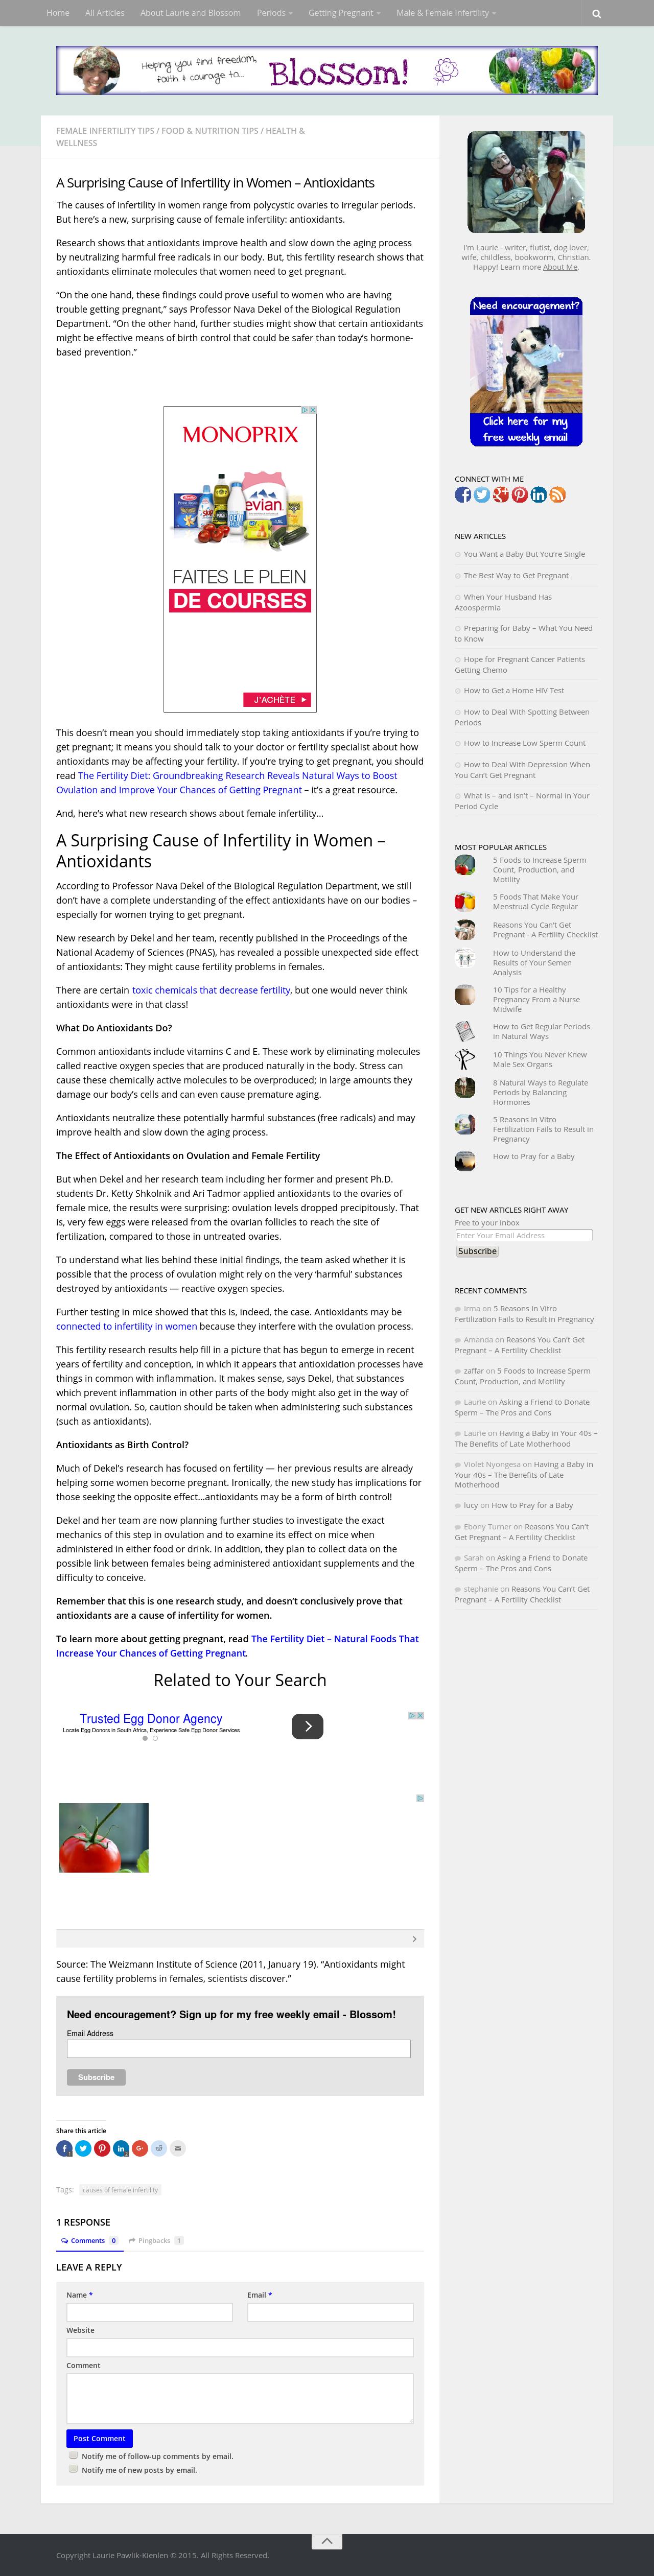 Home All Articles About Laurie and Blossom Periods Getting Pregnant Male & Female Infertility
Helping you find freedom, faith & courage to... Blossom!
FEMALE INFERTILITY TIPS / FOOD & NUTRITION TIPS / HEALTH &
WELLNESS
A Surprising Cause of Infertility in Women – Antioxidants
The causes of infertility in women range from polycystic ovaries to irregular periods.
But here's a new, surprising cause of female infertility: antioxidants.
Research shows that antioxidants improve health and slow down the aging process
by neutralizing harmful free radicals in our body. But, this fertility research shows that
antioxidants eliminate molecules that women need to get pregnant.
“On the one hand, these findings could prove useful to women who are having
trouble getting pregnant,” says Professor Nava Dekel of the Biological Regulation
Department. “On the other hand, further studies might show that certain antioxidants
might be effective means of birth control that could be safer than today's hormone-
based prevention.”
MONOPRIX
evian
FAITES LE PLEIN
DE COURSES
J'ACHÈTE
This doesn't mean you should immediately stop taking antioxidants if you're trying to
get pregnant; it means you should talk to your doctor or fertility specialist about how
antioxidants may be affecting your fertility. If you're trying to get pregnant, you should
read The Fertility Diet: Groundbreaking Research Reveals Natural Ways to Boost
Ovulation and Improve Your Chances of Getting Pregnant – it's a great resource.
And, here's what new research shows about female infertility…
A Surprising Cause of Infertility in Women –
Antioxidants
According to Professor Nava Dekel of the Biological Regulation Department, we still
don't have a complete understanding of the effect antioxidants have on our bodies –
especially for women trying to get pregnant.
New research by Dekel and her team, recently published in the Proceedings of the
National Academy of Sciences (PNAS), has revealed a possible unexpected side effect
of antioxidants: They might cause fertility problems in females.
There are certain toxic chemicals that decrease fertility, but one would never think
antioxidants were in that class!
What Do Antioxidants Do?
Common antioxidants include vitamins C and E. These work by eliminating molecules
called reactive oxygen species that are produced naturally in the body. Stress can
cause these chemically active molecules to be overproduced; in large amounts they
damage our body's cells and can even cause premature aging.
Antioxidants neutralize these potentially harmful substances (free radicals) and may
improve health and slow down the aging process.
The Effect of Antioxidants on Ovulation and Female Fertility
But when Dekel and her research team including her former and present Ph.D.
students Dr. Ketty Shkolnik and Ari Tadmor applied antioxidants to the ovaries of
female mice, the results were surprising: ovulation levels dropped precipitously. That
is, very few eggs were released from the ovarian follicles to reach the site of
fertilization, compared to those in untreated ovaries.
To understand what lies behind these initial findings, the team asked whether it is
possible that the process of ovulation might rely on the very ‘harmful’ substances
destroyed by antioxidants — reactive oxygen species.
Further testing in mice showed that this is, indeed, the case. Antioxidants may be
connected to infertility in women because they interfere with the ovulation process.
This fertility research results help fill in a picture that has begun to emerge in recent
years of fertility and conception, in which it appears that antioxidation processes have
things in common with inflammation. It makes sense, says Dekel, that substances
which prevent inflammation in other parts of the body might also get in the way of
normal ovulation. So, caution should be taken when administering such substances
(such as antioxidants).
Antioxidants as Birth Control?
Much of Dekel's research has focused on fertility — her previous results are already
helping some women become pregnant. Ironically, the new study has implications for
those seeking the opposite effect…antioxidants may be a form of birth control!
Dekel and her team are now planning further studies to investigate the exact
mechanics of this step in ovulation and to examine its effect on mice when
administered in either food or drink. In addition, they plan to collect data on the
possible link between females being administered antioxidant supplements and the
difficulty to conceive.
Remember that this is one research study, and doesn't conclusively prove that
antioxidants are a cause of infertility for women.
To learn more about getting pregnant, read The Fertility Diet – Natural Foods That
Increase Your Chances of Getting Pregnant.
Related to Your Search
Trusted Egg Donor Agency
Locate Egg Donors in South Africa, Experience Safe Egg Donor Services
Source: The Weizmann Institute of Science (2011, January 19). “Antioxidants might
cause fertility problems in females, scientists discover.”
Need encouragement? Sign up for my free weekly email - Blossom!
Email Address
Subscribe
Share this article
Tags: causes of female infertility
1 RESPONSE
Comments 0 Pingbacks 1
LEAVE A REPLY
Name * Email *
Website
Comment
Post Comment
Notify me of follow-up comments by email.
Notify me of new posts by email.
I'm Laurie - writer, flutist, dog lover,
wife, childless, bookworm, Christian.
Happy! Learn more About Me.
Need encouragement?
Click here for my
free weekly email
CONNECT WITH ME
NEW ARTICLES
You Want a Baby But You're Single
The Best Way to Get Pregnant
When Your Husband Has
Azoospermia
Preparing for Baby – What You Need
to Know
Hope for Pregnant Cancer Patients
Getting Chemo
How to Get a Home HIV Test
How to Deal With Spotting Between
Periods
How to Increase Low Sperm Count
How to Deal With Depression When
You Can't Get Pregnant
What Is – and Isn't – Normal in Your
Period Cycle
MOST POPULAR ARTICLES
5 Foods to Increase Sperm
Count, Production, and
Motility
5 Foods That Make Your
Menstrual Cycle Regular
Reasons You Can't Get
Pregnant - A Fertility Checklist
How to Understand the
Results of Your Semen
Analysis
10 Tips for a Healthy
Pregnancy From a Nurse
Midwife
How to Get Regular Periods
in Natural Ways
10 Things You Never Knew
Male Sex Organs
8 Natural Ways to Regulate
Periods by Balancing
Hormones
5 Reasons In Vitro
Fertilization Fails to Result in
Pregnancy
How to Pray for a Baby
GET NEW ARTICLES RIGHT AWAY
Free to your inbox
Enter Your Email Address
Subscribe
RECENT COMMENTS
Irma on 5 Reasons In Vitro
Fertilization Fails to Result in Pregnancy
Amanda on Reasons You Can't Get
Pregnant – A Fertility Checklist
zaffar on 5 Foods to Increase Sperm
Count, Production, and Motility
Laurie on Asking a Friend to Donate
Sperm – The Pros and Cons
Laurie on Having a Baby in Your 40s –
The Benefits of Late Motherhood
Violet Nyongesa on Having a Baby in
Your 40s – The Benefits of Late
Motherhood
lucy on How to Pray for a Baby
Ebony Turner on Reasons You Can't
Get Pregnant – A Fertility Checklist
Sarah on Asking a Friend to Donate
Sperm – The Pros and Cons
stephanie on Reasons You Can't Get
Pregnant – A Fertility Checklist
Copyright Laurie Pawlik-Kienlen © 2015. All Rights Reserved.